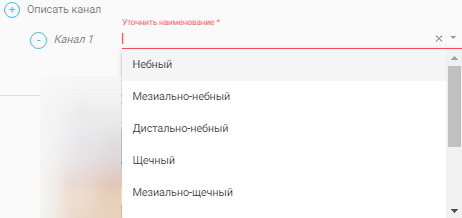 + Описать канал
Уточнить наименование *
- Канал 1
Небный
Мезиально-небный
Дистально-небный
Щечный
Мезиально-щечный